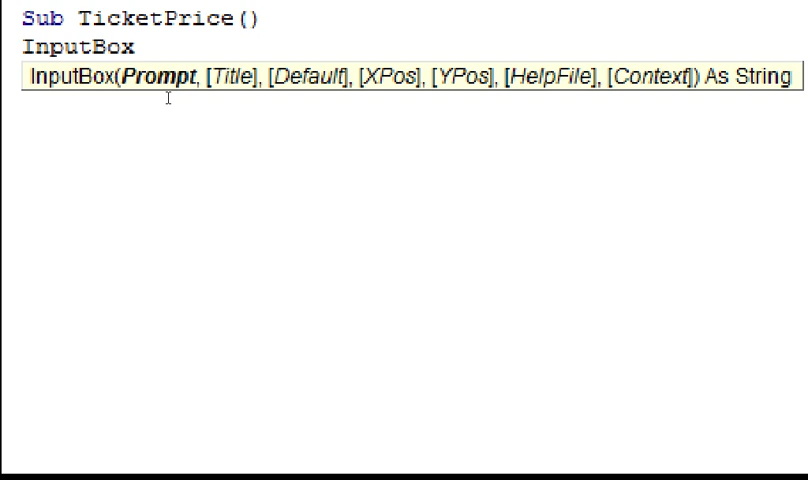 Sub TicketPrice()
InputBox
InputBox(Prompt, [Title], [Default], [XPos], [YPos], [HelpFile], [Context]) As String